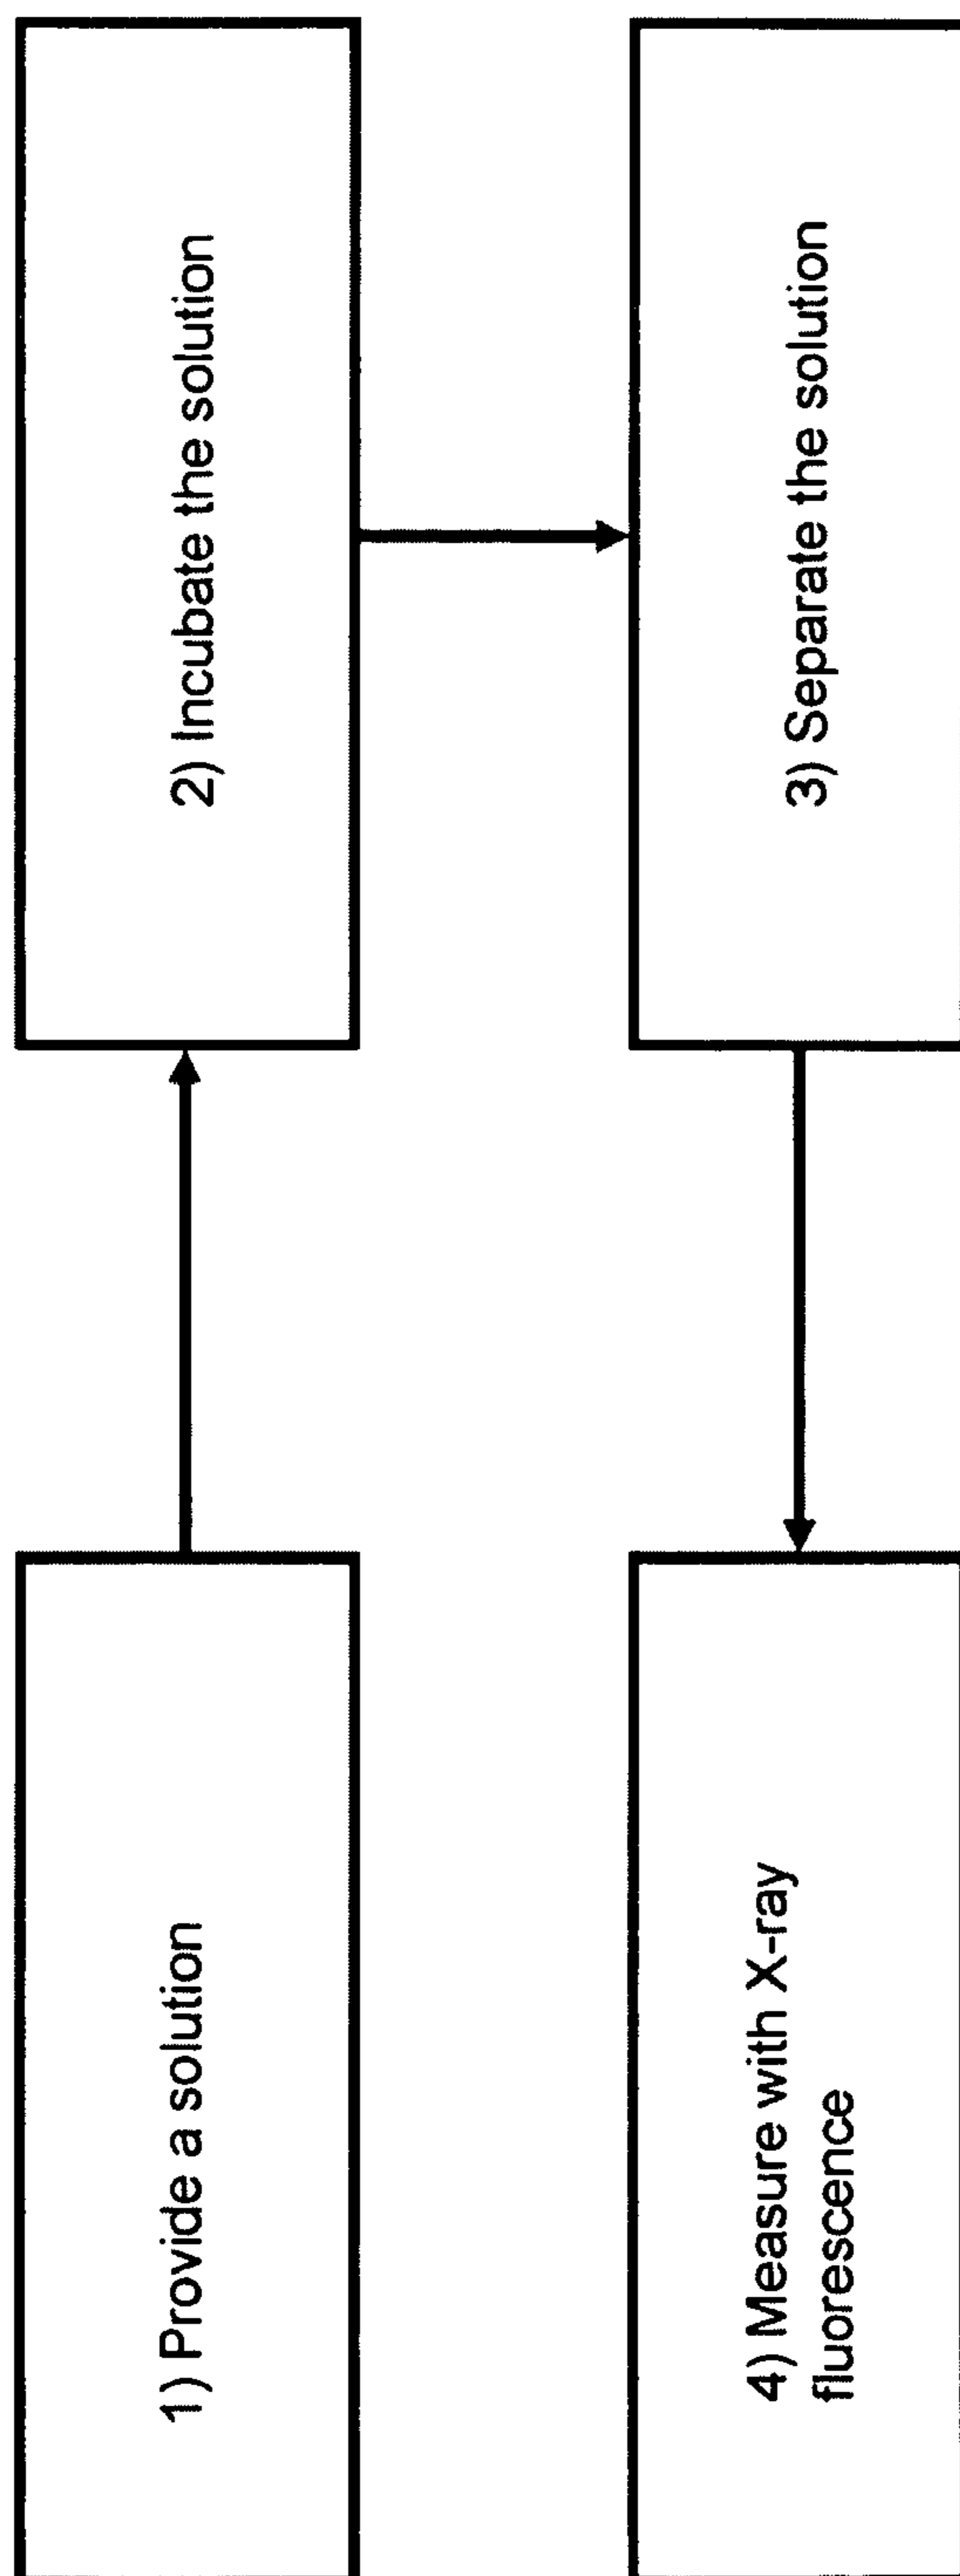 1) Provide a solution
2) Incubate the solution
3) Separate the solution
4) Measure with X-ray
fluorescence